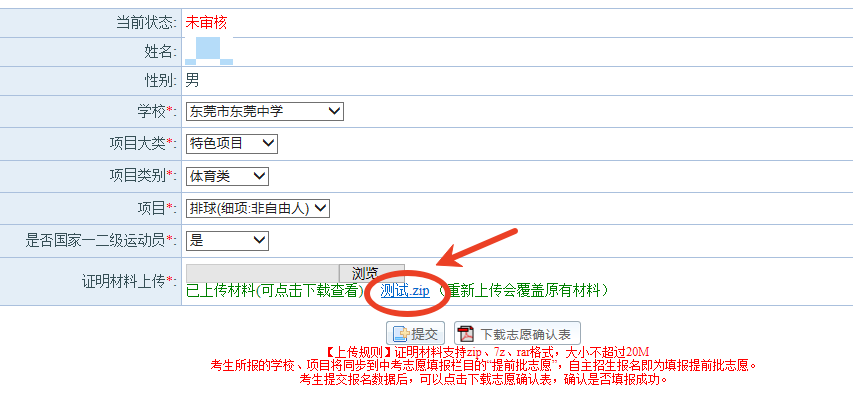 当前状态: 未审核
姓名:
性别: 男
学校*: 东莞市东莞中学
项目大类*: 特色项目
项目类别*: 体育类
项目*: 排球(细项:非自由人)
是否国家一二级运动员*: 是
证明材料上传*: 浏览
已上传材料(可点击下载查看) 测试.zip （重新上传会覆盖原有材料）
提交 下载志愿确认表
【上传规则】证明材料支持zip、7z、rar格式，大小不超过20M
考生所报的学校、项目将同步到中考志愿填报栏目的“提前批志愿”，自主招生报名即为填报提前批志愿。
考生提交报名数据后，可以点击下载志愿确认表，确认是否填报成功。